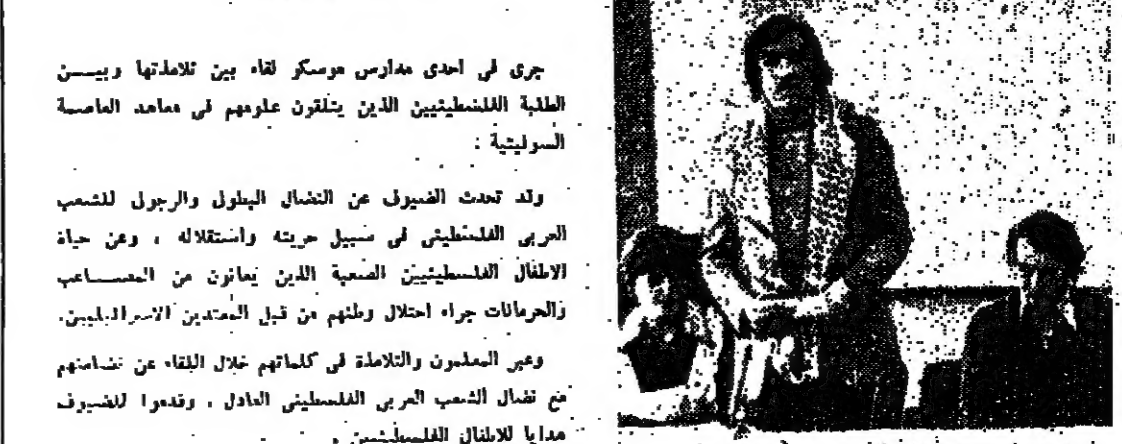 جرى في احدى مدارس موسكو لقاء بين تلامذتها وبيـــن
الطلبة الفلسطينيين الذين يتلقون علومهم في معاهد العاصمة
السوفيتية :
وقد تحدث الضيوف عن النضال البطولي والرجولي للشعب
العربي الفلسطيني في سبيل حريته واستقلاله ، وعن حياة
الاطفال الفلسطينيين الصعبة الذين يعانون من المصـــاعب
والحرمانات جراء احتلال وطنهم من قبل المعتدين الاسرائيليين.
وعبر المعلمون والتلامذة في كلماتهم خلال اللقاء عن تضامنهم
مع نضال الشعب العربي الفلسطيني العادل ، وقدموا للضيوف
هدايا للاطفال الفلسطينيين .